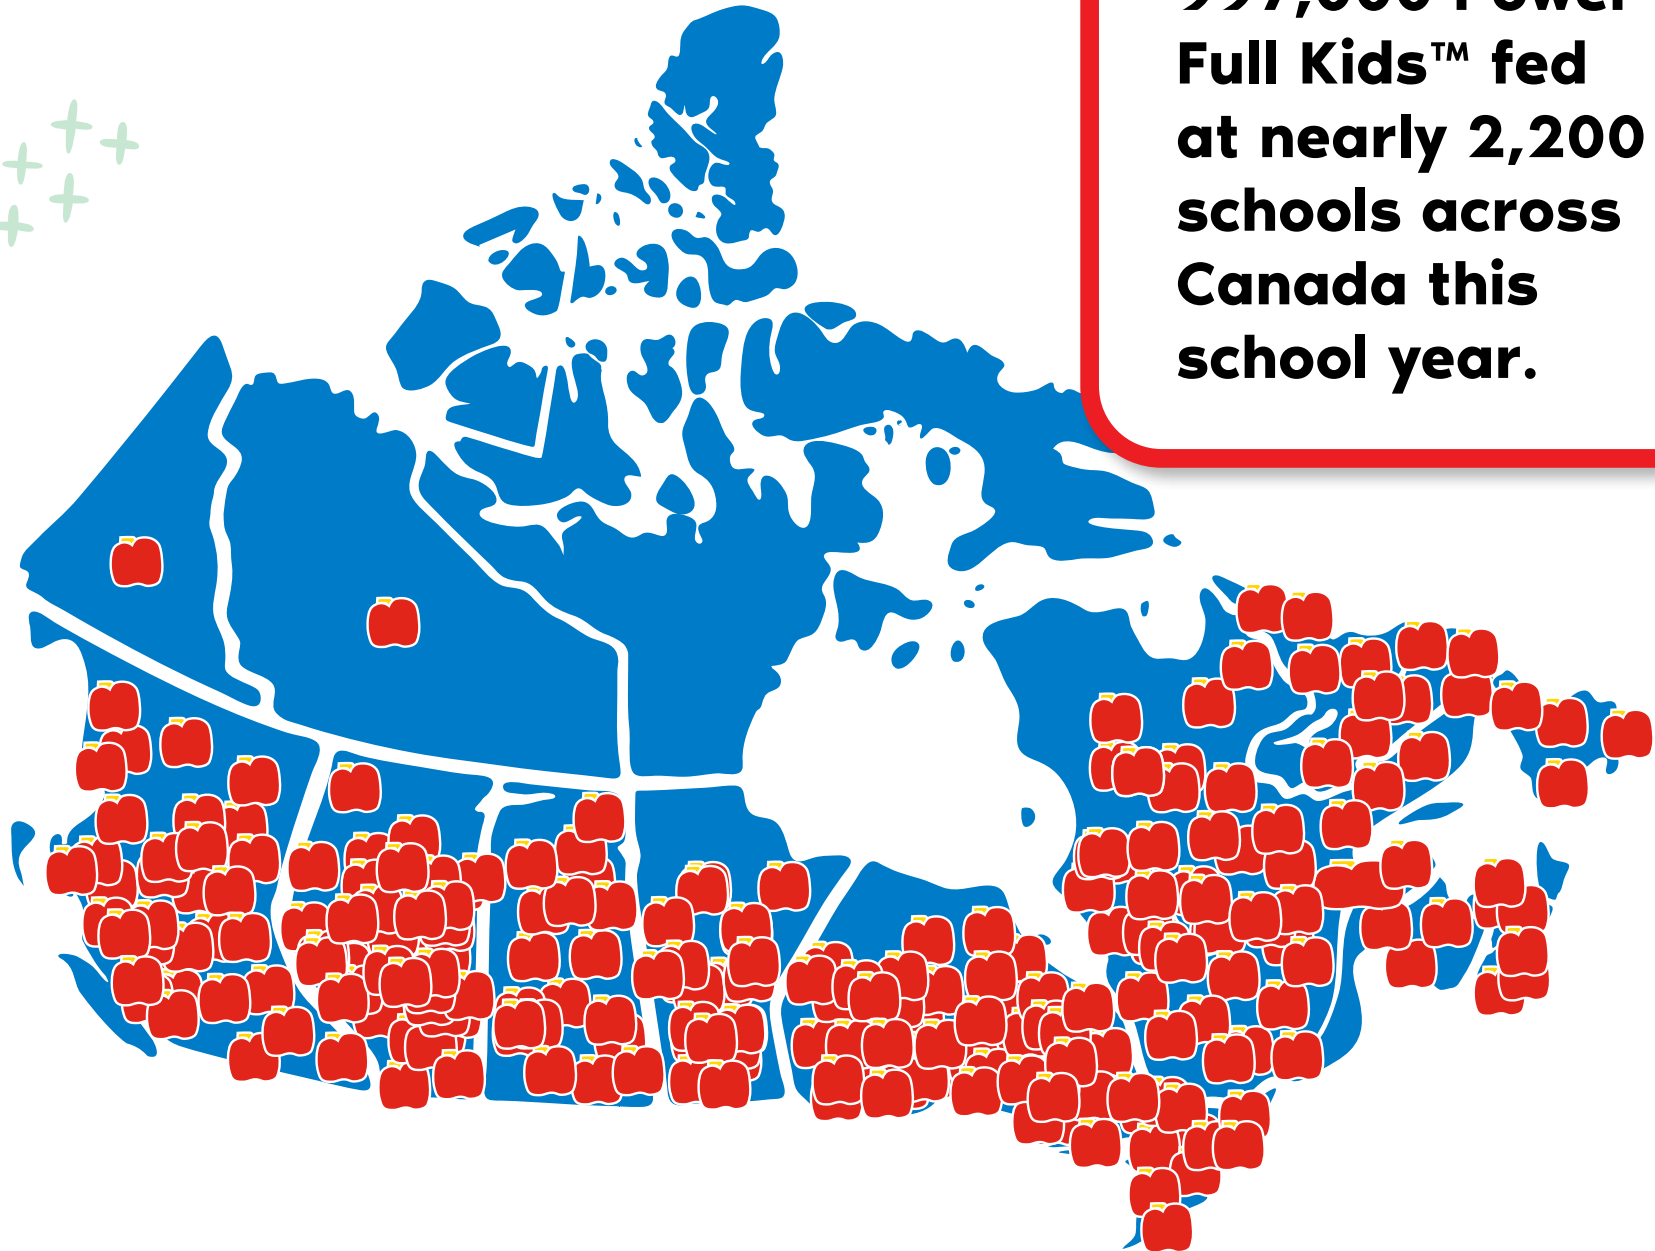 Full Kids™ fed
at nearly 2,200
schools across
Canada this
school year.